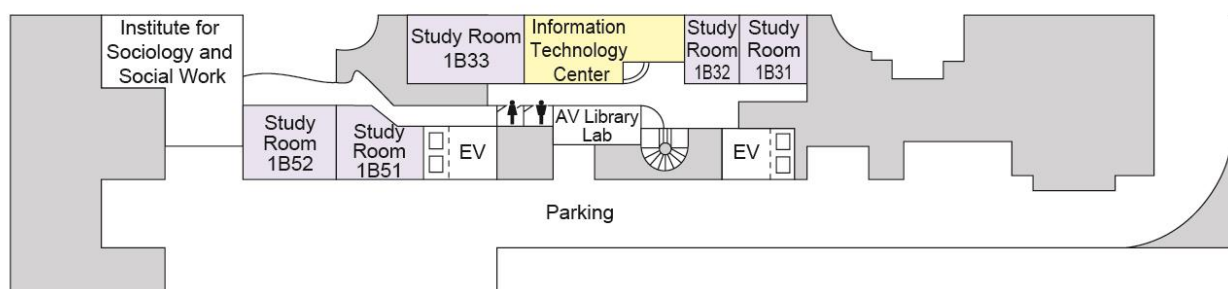 Institute for
Sociology and
Social Work
Study Room
1B33
Information
Technology
Center
Study
Room
1B32
Study
Room
1B31
Study
Room
1B52
Study
Room
1B51
EV
AV Library
Lab
EV
Parking